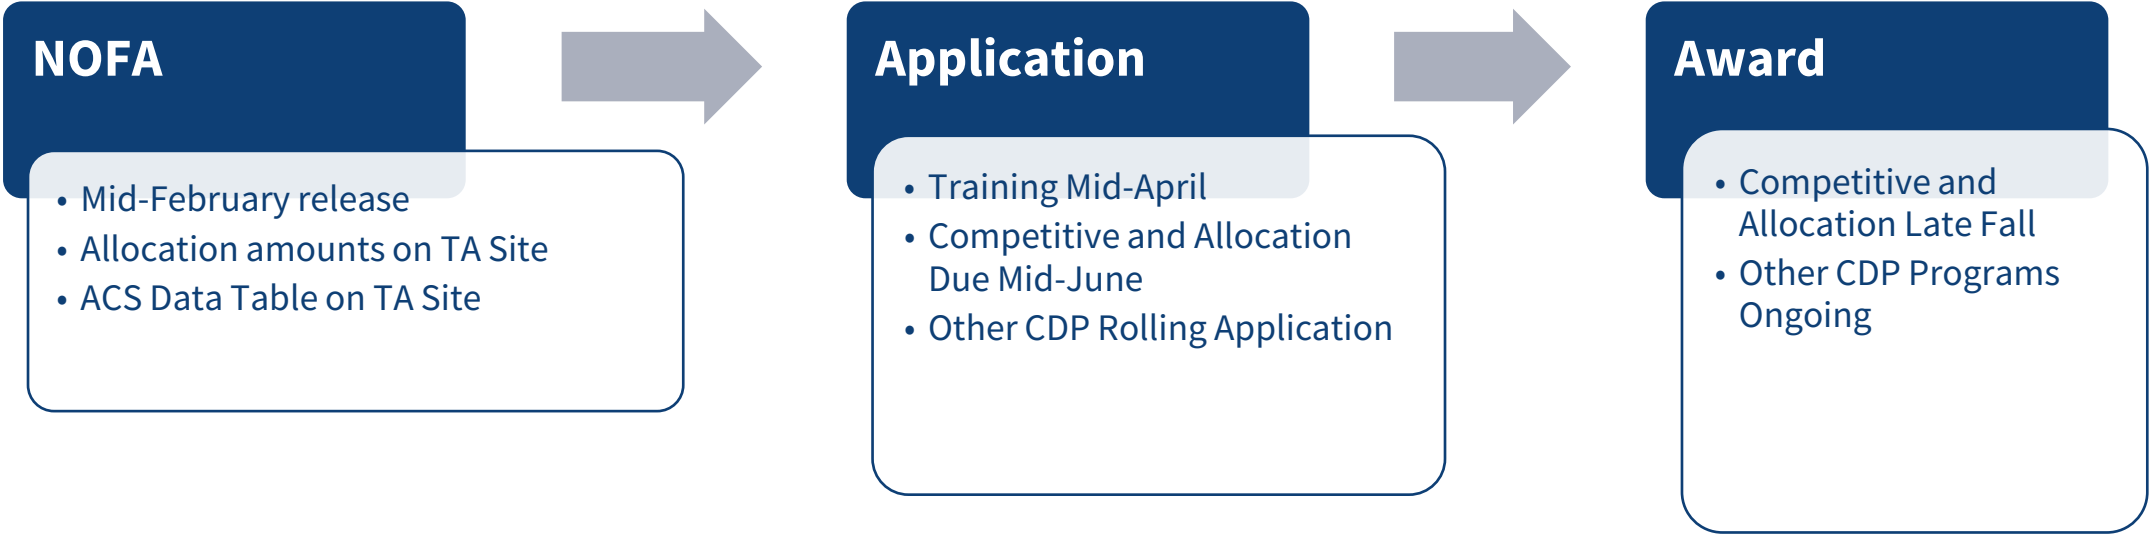 NOFA
• Mid-February release
• Allocation amounts on TA Site
• ACS Data Table on TA Site
Application
• Training Mid-April
• Competitive and Allocation
Due Mid-June
• Other CDP Rolling Application
Award
• Competitive and
Allocation Late Fall
• Other CDP Programs
Ongoing